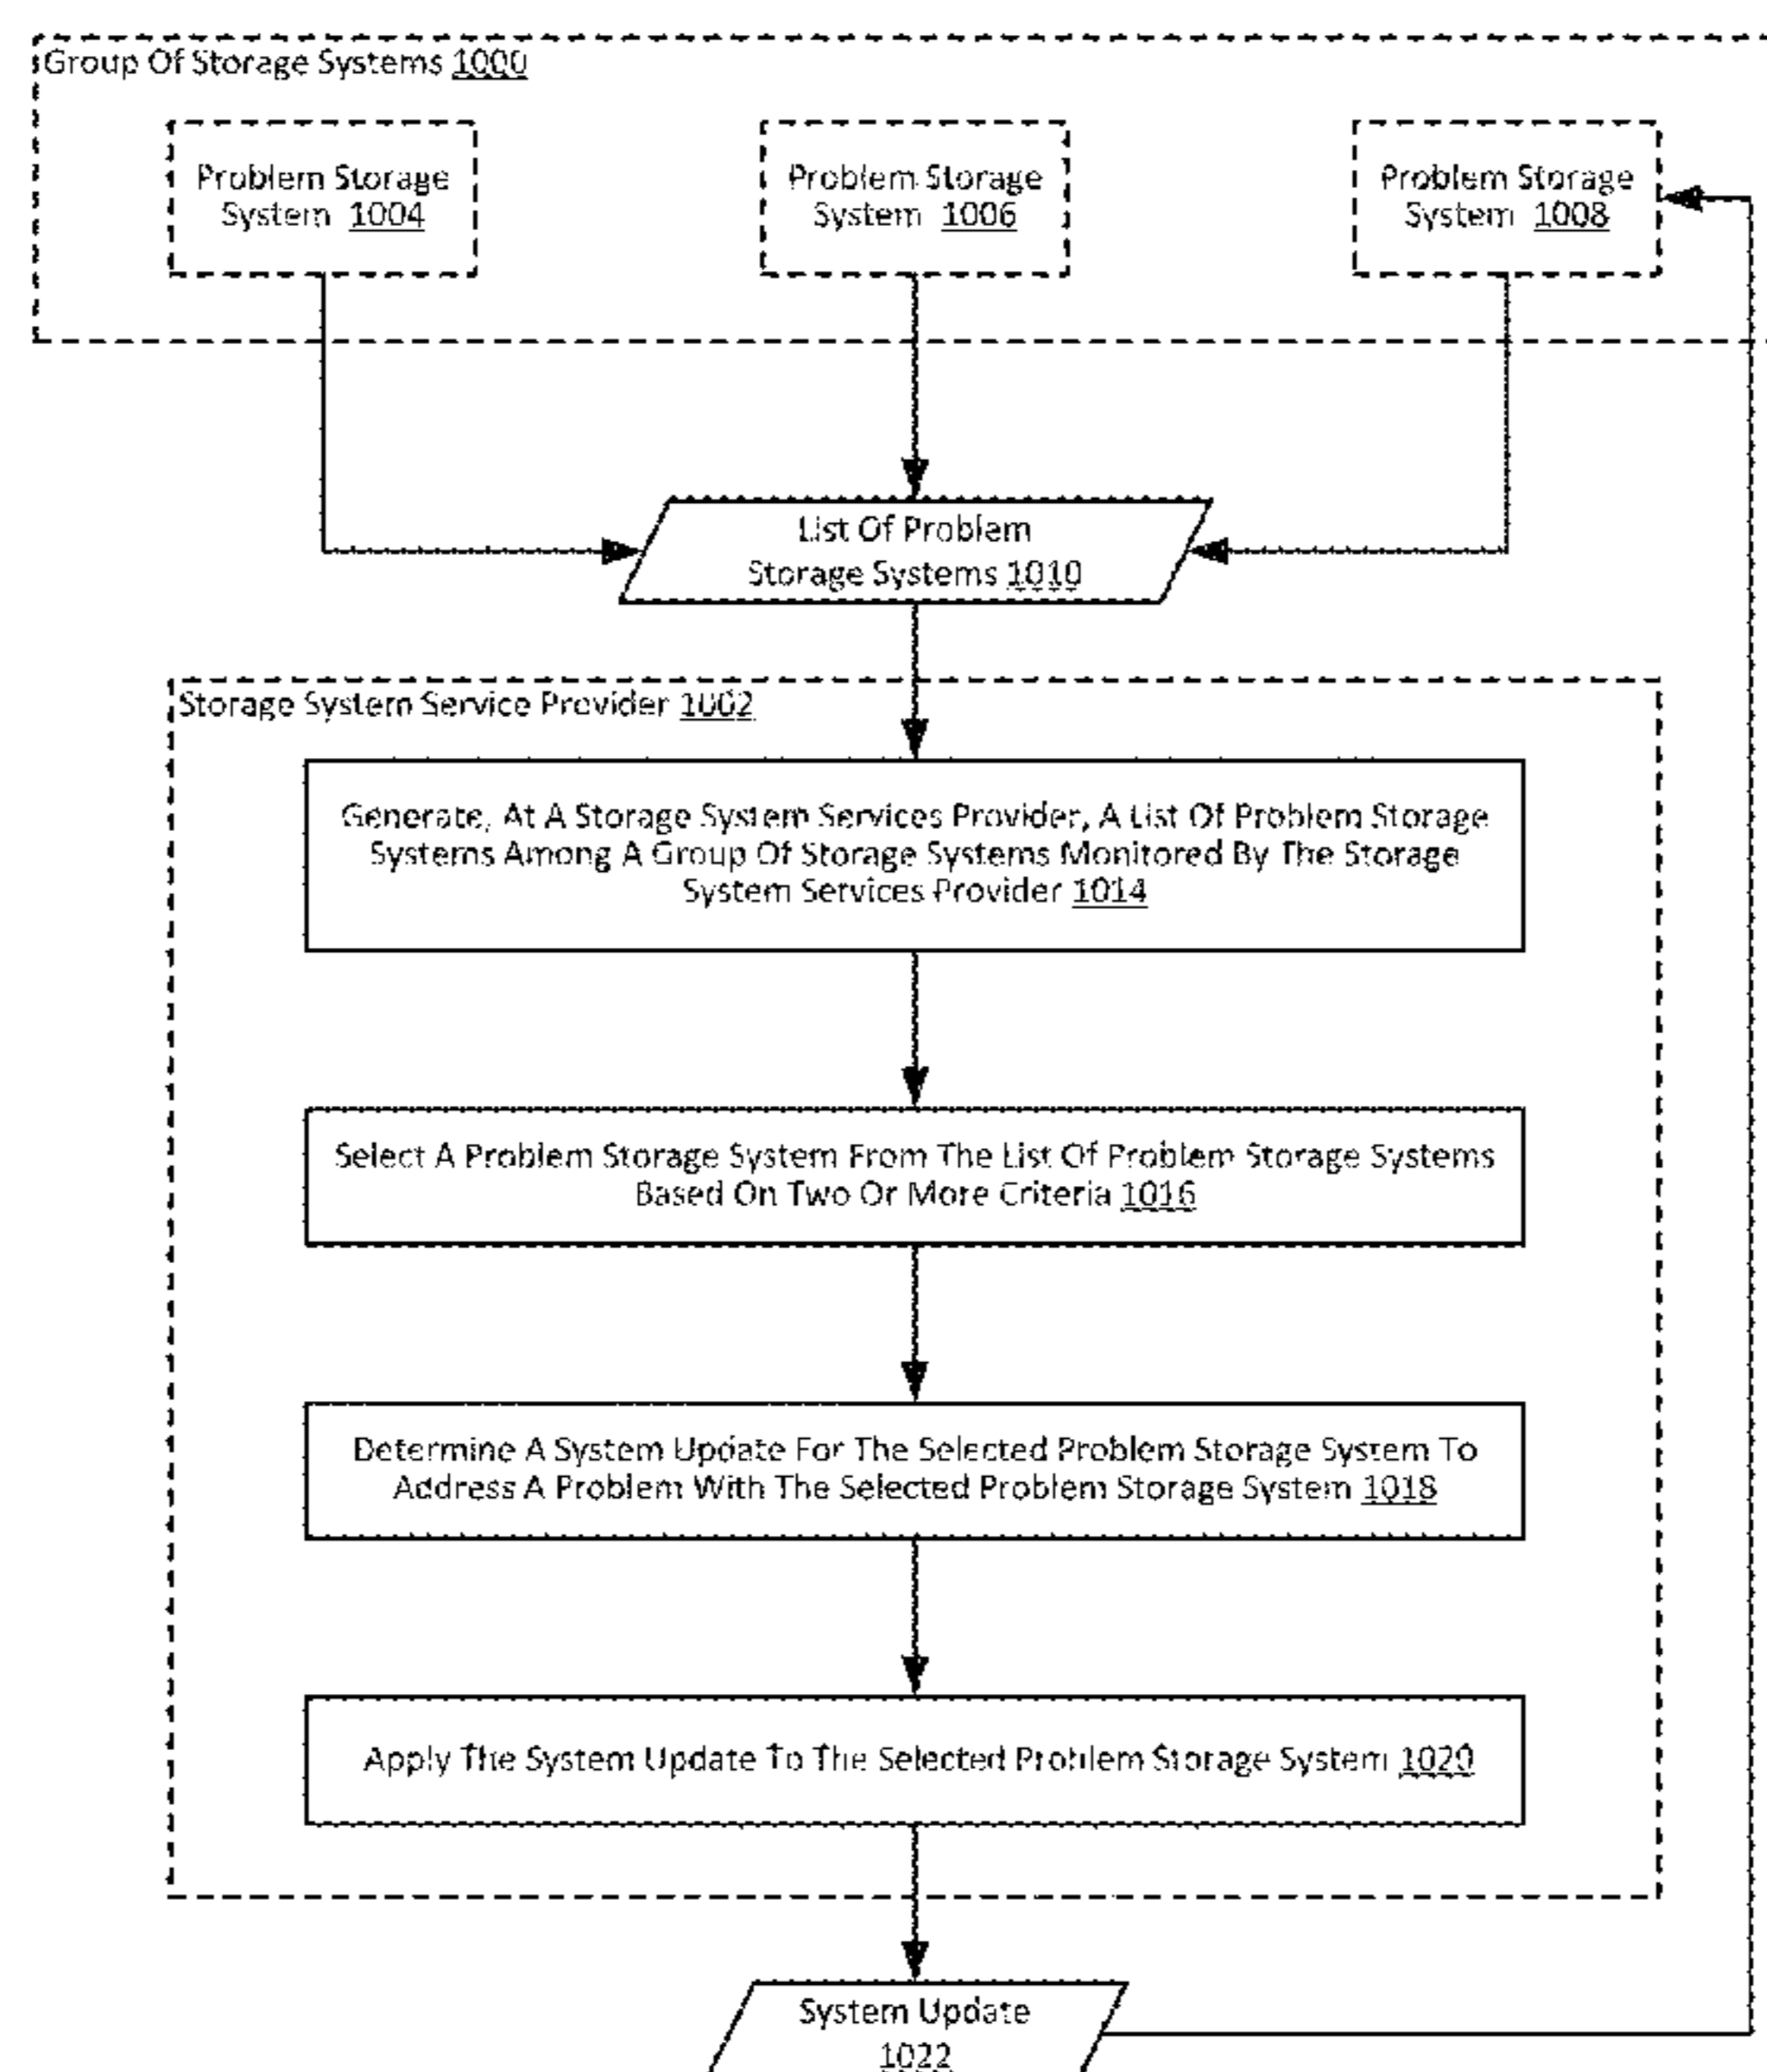 Group Of Storage Systems 1000
Problem Storage
System 1004
Problem Storage
System 1006
Problem Storage
System 1008
List Of Problem
Storage Systems 1010
Storage System Service Provider 1002
Generate, At A Storage System Services Provider, A List Of Problem Storage
Systems Among A Group Of Storage Systems Monitored By The Storage
System Services Provider 1014
Select A Problem Storage System From The List Of Problem Storage Systems
Based On Two Or More Criteria 1016
Determine A System Update For The Selected Problem Storage System To
Address A Problem With The Selected Problem Storage System 1018
Apply The System Update To The Selected Problem Storage System 1020
System Update
1022